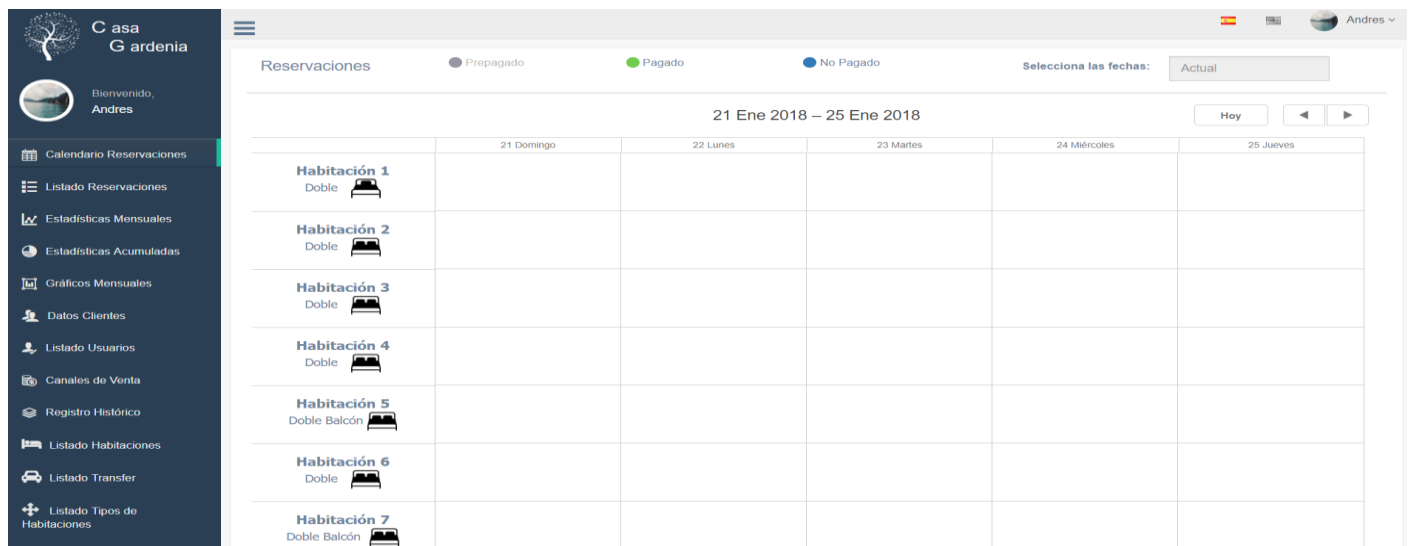 C asa
G ardenia
Andres
Bienvenido,
Andres
Calendario Reservaciones
Listado Reservaciones
Estadísticas Mensuales
Estadísticas Acumuladas
Gráficos Mensuales
Datos Clientes
Listado Usuarios
Canales de Venta
Registro Histórico
Listado Habitaciones
Listado Transfer
Listado Tipos de
Habitaciones
Reservaciones
Prepagado
Pagado
No Pagado
Selecciona las fechas:
Actual
21 Ene 2018 – 25 Ene 2018
Hoy
21 Domingo
22 Lunes
23 Martes
24 Miércoles
25 Jueves
Habitación 1
Doble
Habitación 2
Doble
Habitación 3
Doble
Habitación 4
Doble
Habitación 5
Doble Balcón
Habitación 6
Doble
Habitación 7
Doble Balcón